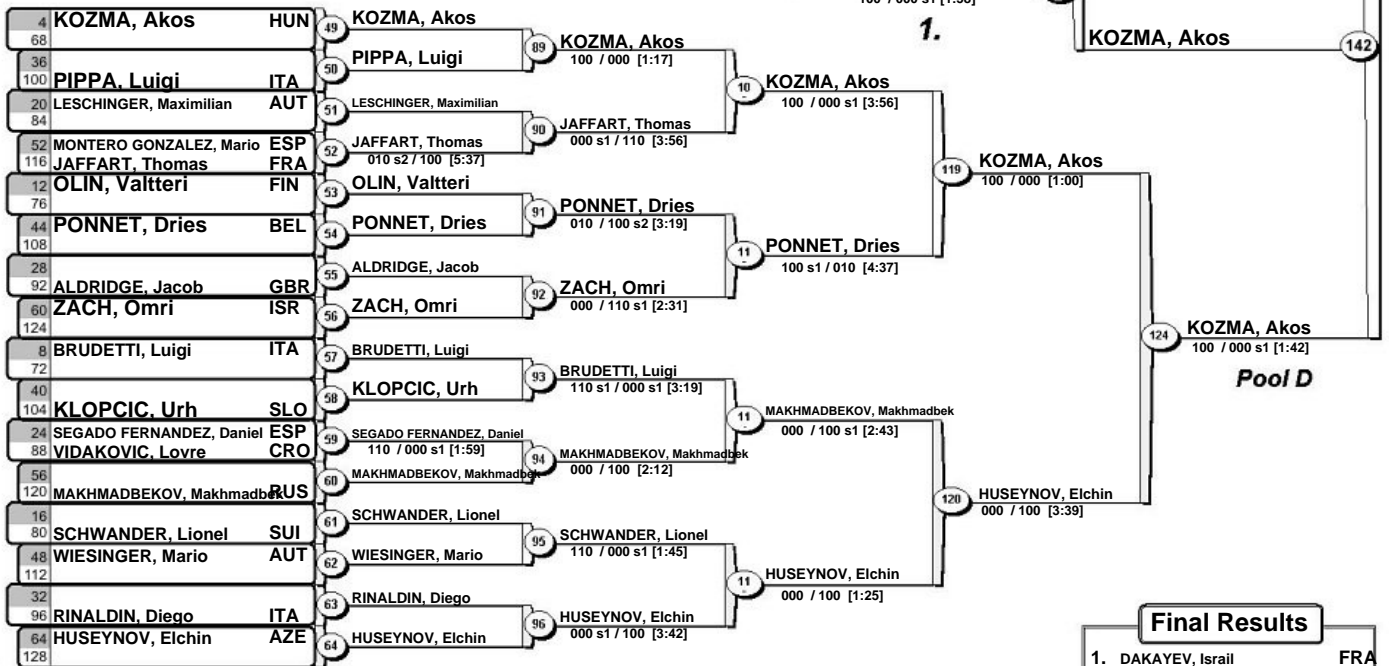 4 KOZMA, Akos HUN
68
36
100 PIPPA, Luigi ITA
20 LESCHINGER, Maximilian AUT
84
52 MONTERO GONZALEZ, Mario ESP
116 JAFFART, Thomas FRA
12 OLIN, Valtteri FIN
76
44 PONNET, Dries BEL
108
28
92 ALDRIDGE, Jacob GBR
60 ZACH, Omri ISR
124
8 BRUDETTI, Luigi ITA
72
40
104 KLOPCIC, Urh SLO
24 SEGADO FERNANDEZ, Daniel ESP
88 VIDAKOVIC, Lovre CRO
56
120 MAKHMADBEKOV, Makhmadbek RUS
16
80 SCHWANDER, Lionel SUI
48 WIESINGER, Mario AUT
112
32
96 RINALDIN, Diego ITA
64 HUSEYNOV, Elchin AZE
128
49 KOZMA, Akos
50 PIPPA, Luigi
51 LESCHINGER, Maximilian
52 JAFFART, Thomas
010 s2 / 100 [5:37]
53 OLIN, Valtteri
54 PONNET, Dries
55 ALDRIDGE, Jacob
56 ZACH, Omri
57 BRUDETTI, Luigi
58 KLOPCIC, Urh
59 SEGADO FERNANDEZ, Daniel
110 / 000 s1 [1:59]
60 MAKHMADBEKOV, Makhmadbek
61 SCHWANDER, Lionel
62 WIESINGER, Mario
63 RINALDIN, Diego
64 HUSEYNOV, Elchin
89 KOZMA, Akos
100 / 000 [1:17]
90 JAFFART, Thomas
000 s1 / 110 [3:56]
91 PONNET, Dries
010 / 100 s2 [3:19]
92 ZACH, Omri
000 / 110 s1 [2:31]
93 BRUDETTI, Luigi
110 s1 / 000 s1 [3:19]
94 MAKHMADBEKOV, Makhmadbek
000 / 100 [2:12]
95 SCHWANDER, Lionel
110 / 000 s1 [1:45]
96 HUSEYNOV, Elchin
000 s1 / 100 [3:42]
10 KOZMA, Akos
100 / 000 s1 [3:56]
11 PONNET, Dries
100 s1 / 010 [4:37]
11 MAKHMADBEKOV, Makhmadbek
000 / 100 s1 [2:43]
11 HUSEYNOV, Elchin
000 / 100 [1:25]
119 KOZMA, Akos
100 / 000 [1:00]
120 HUSEYNOV, Elchin
000 / 100 [3:39]
124 KOZMA, Akos
100 / 000 s1 [1:42]
Pool D
1.
KOZMA, Akos
142
Final Results
1. DAKAYEV, Israil FRA